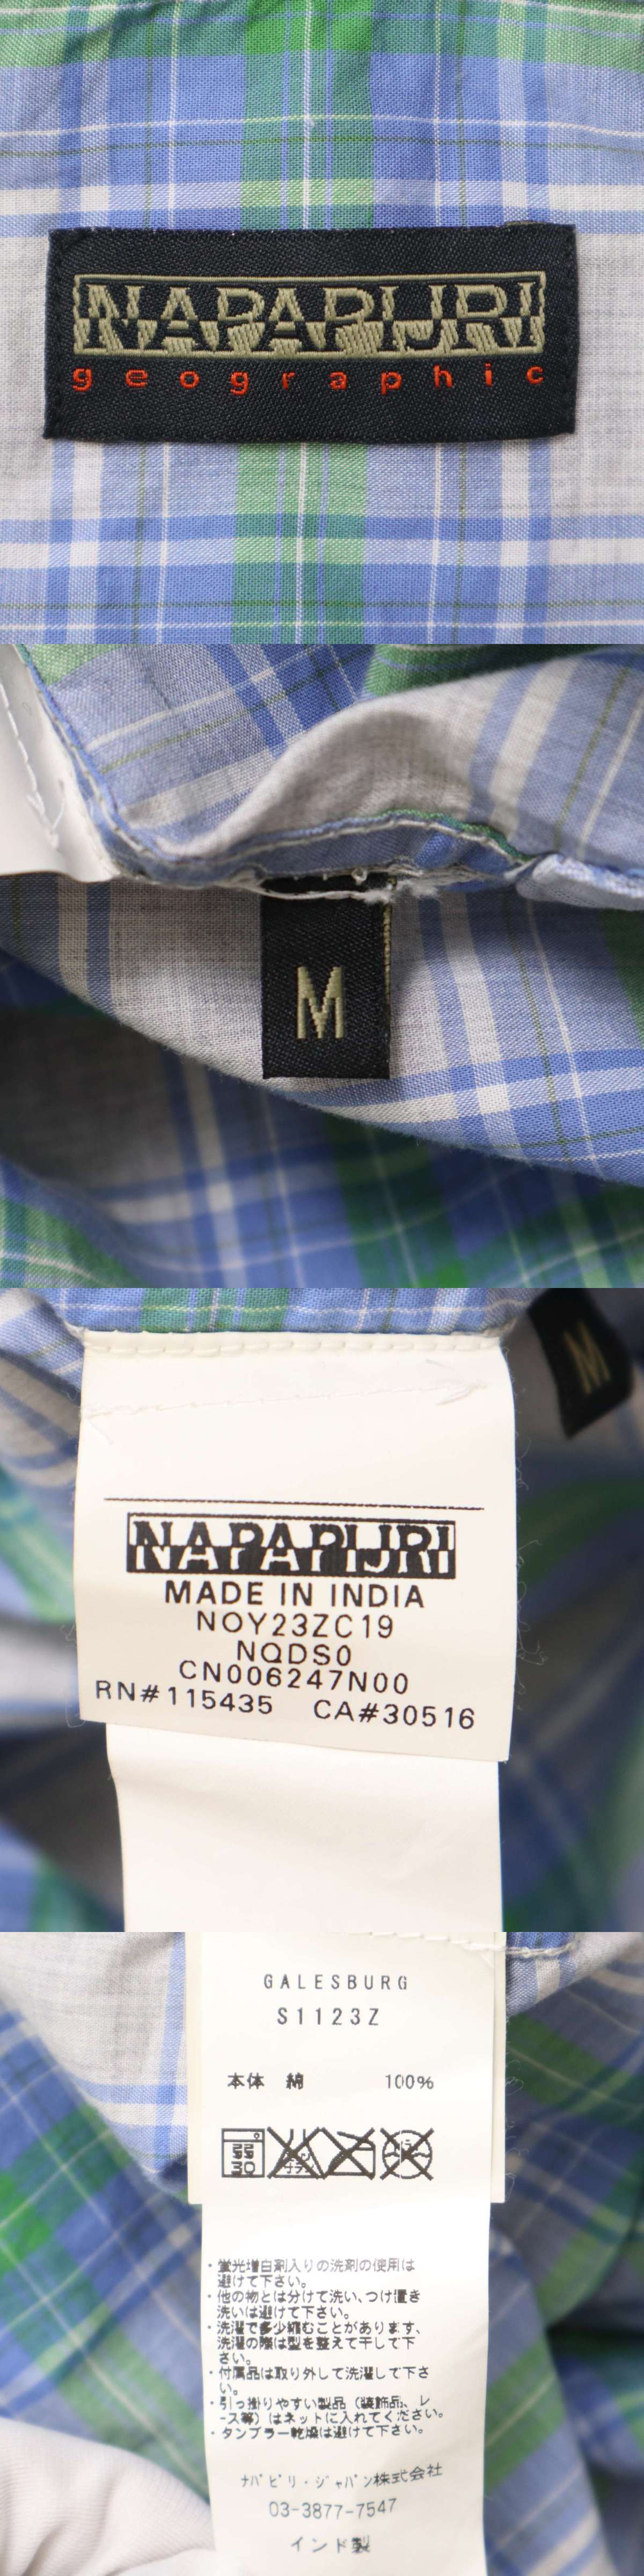 NAPAPIJRI
geographic
M
M
NAPAPIJRI
MADE IN INDIA
NOY23ZC19
NQDS0
CN006247N00
RN#115435 CA#30516
GALESBURG
S1123Z
本体 綿 100%
・蛍光増白剤入りの洗剤の使用は
避けて下さい。
・他の物とは分けて洗い、つけ置き
洗いは避けて下さい。
・洗濯で多少縮むことがあります、
洗濯の際は型を整えて干して下
さい。
・付属品は取り外して洗濯して下さ
い。
・引っ掛りやすい製品（装飾品、レ
ース等）はネットに入れてください。
・タンブラー乾燥は避けて下さい。
ナパピリ・ジャパン株式会社
03-3877-7547
インド製